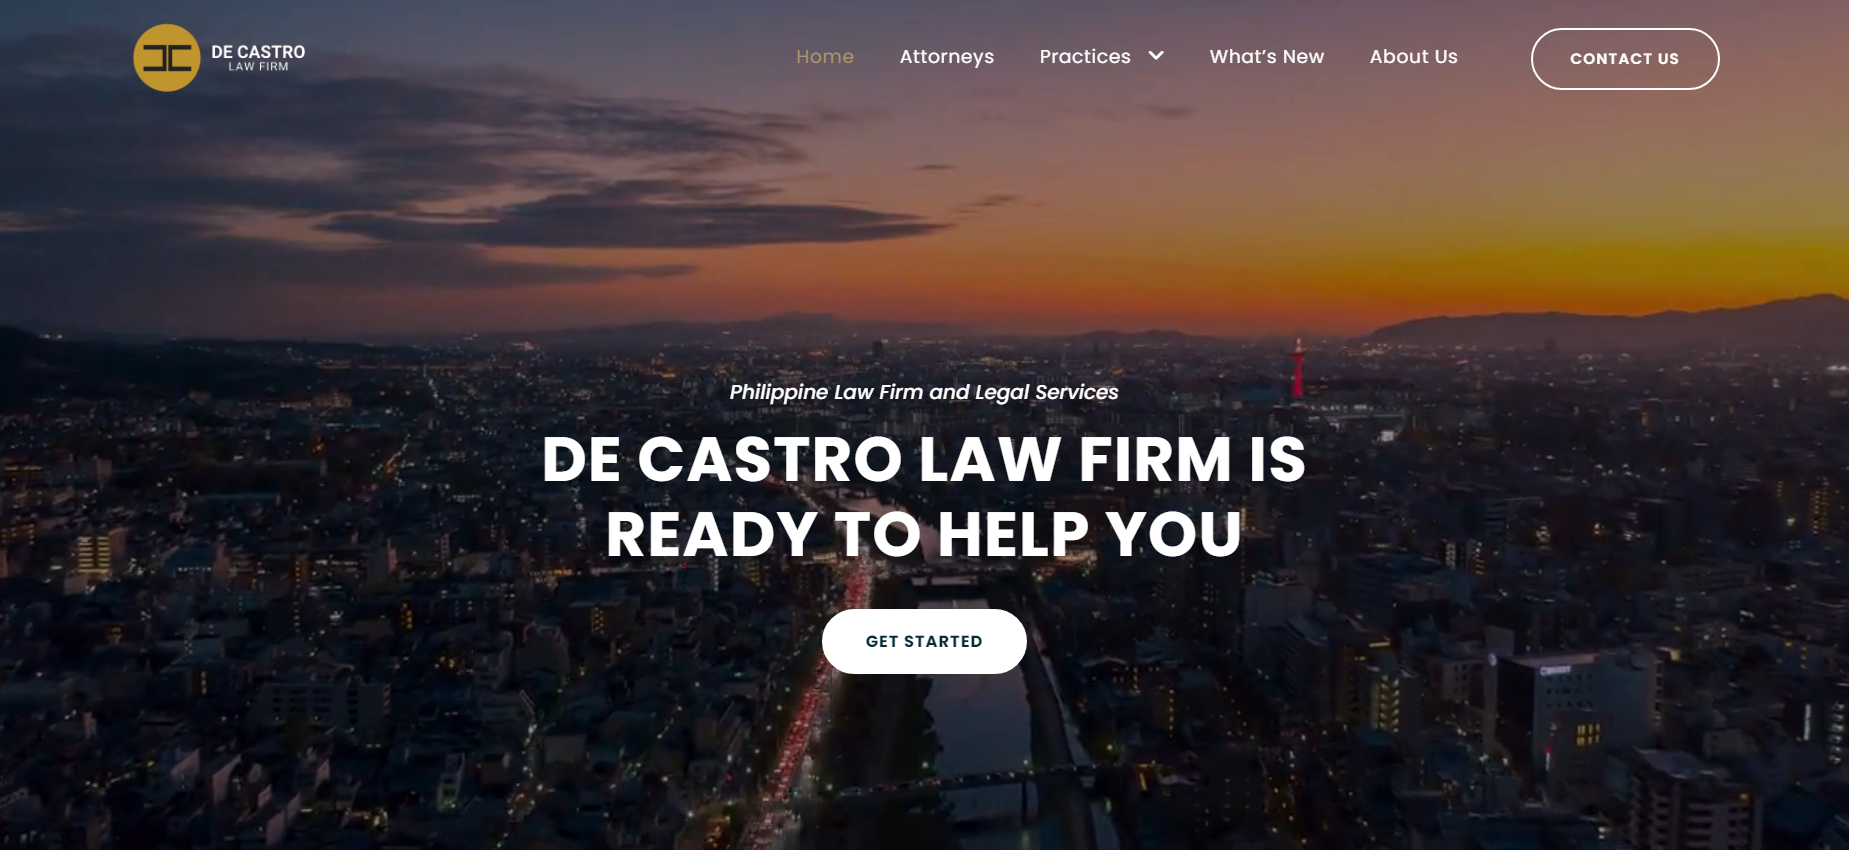 DE CASTRO
LAW FIRM
Home
Attorneys
Practices
What’s New
About Us
CONTACT US
Philippine Law Firm and Legal Services
DE CASTRO LAW FIRM IS
READY TO HELP YOU
GET STARTED